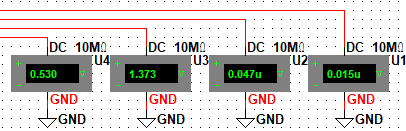 DC 10MΩ DC 10MΩ DC 10MΩ DC 10MΩ
U4 U3 U2 U1
+ 0.530 V + 1.373 V + 0.047u V + 0.015u V
GND GND GND GND
GND GND GND GND